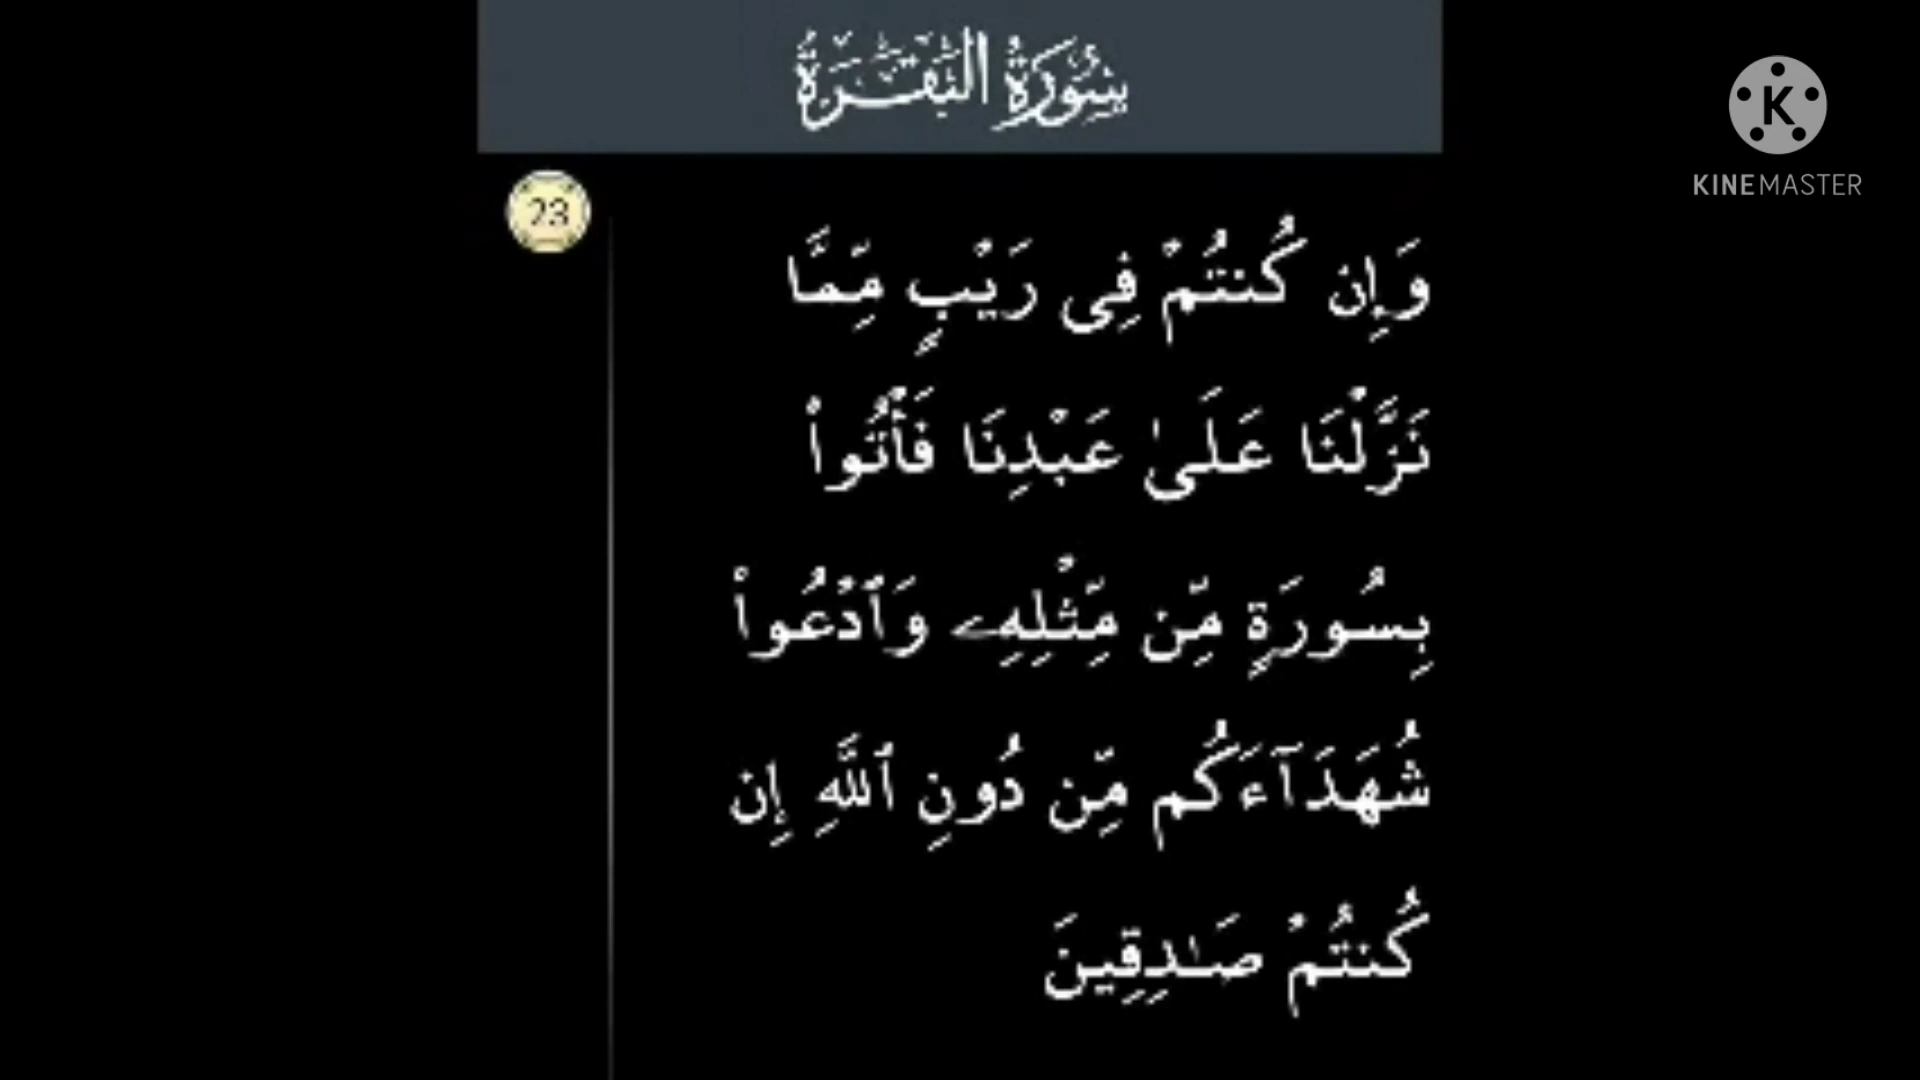 سُورَةُ البَقَرَةِ
KINEMASTER
23
وَإِن كُنتُمْ فِى رَيْبٍ مِّمَّا
نَزَّلْنَا عَلَىٰ عَبْدِنَا فَأْتُوا۟
بِسُورَةٍ مِّن مِّثْلِهِۦ وَٱدْعُوا۟
شُهَدَآءَكُم مِّن دُونِ ٱللَّهِ إِن
كُنتُمْ صَـٰدِقِينَ